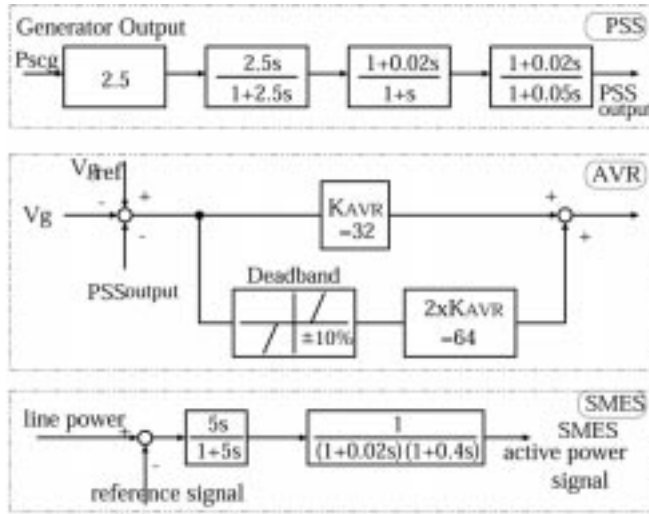 Generator Output
PSS
Pscg
2.5
2.5s
1+2.5s
1+0.02s
1+s
1+0.02s
1+0.05s
PSS
output
AVR
Vg
+
-
-
PSSoutput
KAVR
=32
+
+
Deadband
±10%
2xKAVR
=64
SMES
line power
+
-
reference signal
5s
1+5s
1
(1+0.02s)(1+0.4s)
SMES
active power
signal